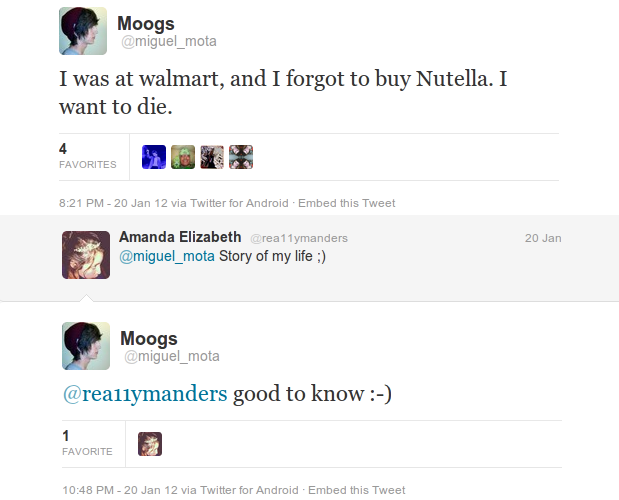 Moogs
@miguel_mota
I was at walmart, and I forgot to buy Nutella. I
want to die.
4
FAVORITES
8:21 PM - 20 Jan 12 via Twitter for Android · Embed this Tweet
Amanda Elizabeth @rea11ymanders 20 Jan
@miguel_mota Story of my life ;)
Moogs
@miguel_mota
@rea11ymanders good to know :-)
1
FAVORITE
10:48 PM - 20 Jan 12 via Twitter for Android · Embed this Tweet